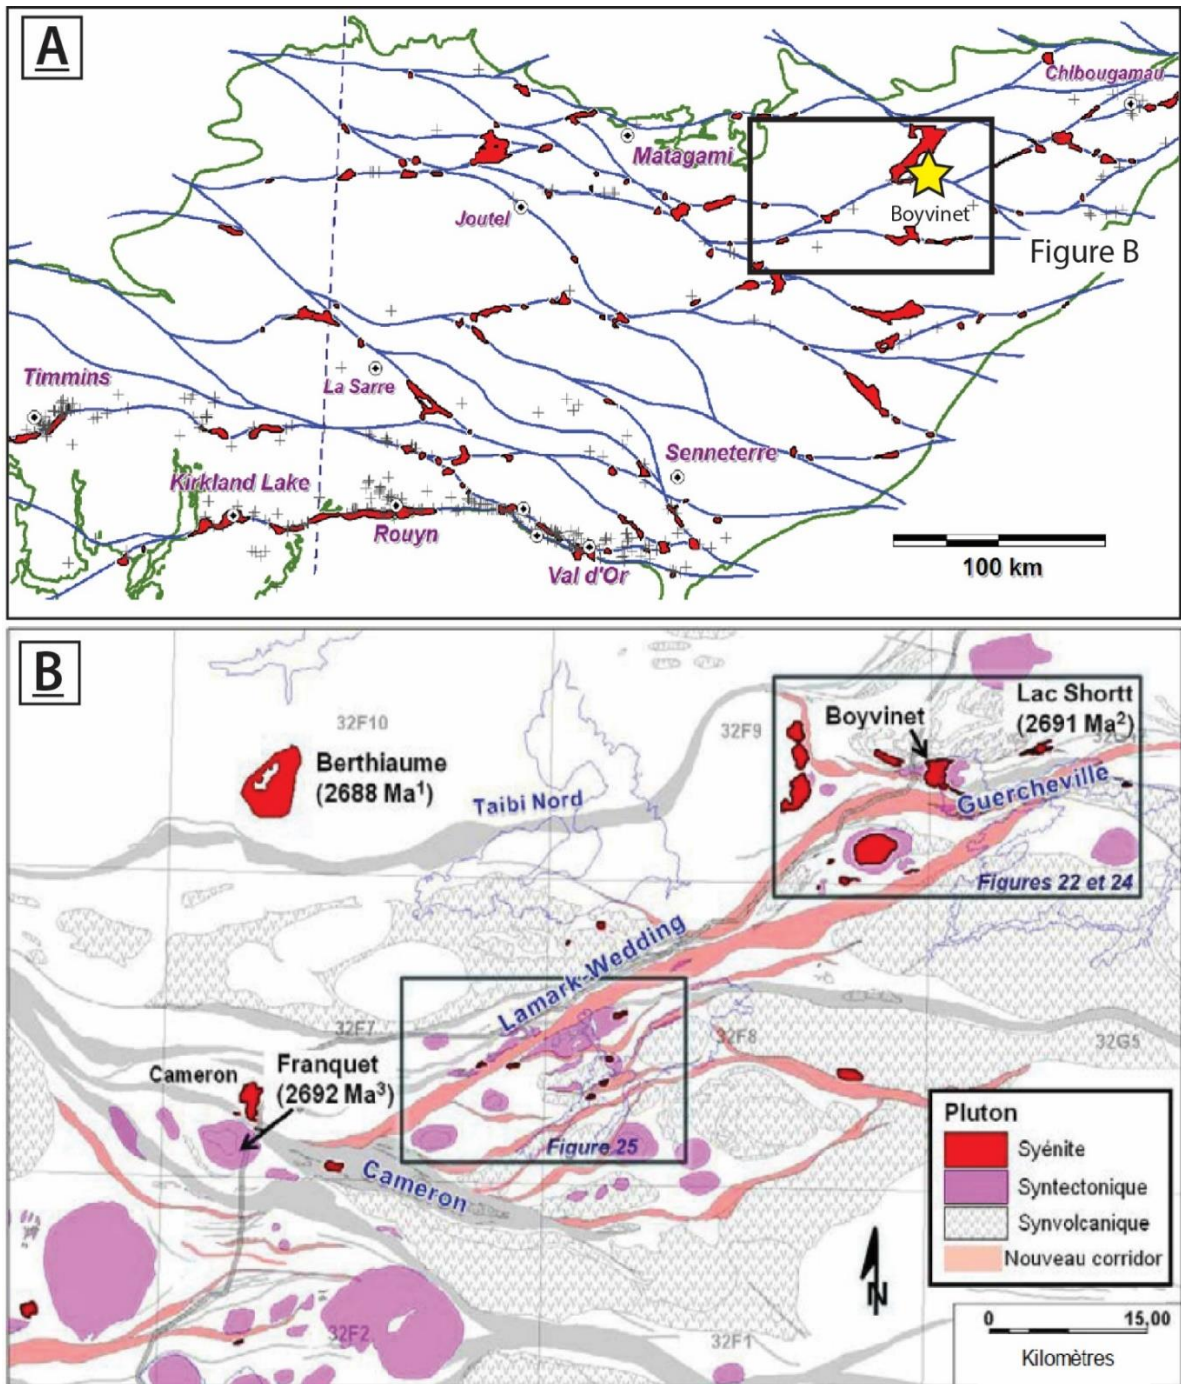 A
Chibougamau
Matagami
Joutel
Boyvinet
Figure B
Timmins
La Sarre
Senneterre
Kirkland Lake
Rouyn
Val d'Or
100 km
B
32F10
Berthiaume
(2688 Ma¹)
Taibi Nord
32F9
Boyvinet
Lac Shortt
(2691 Ma²)
Guercheville
Figures 22 et 24
Lamark-Wedding
32F7
32F8
32G5
Cameron
Franquet
(2692 Ma³)
Figure 25
Cameron
Pluton
Syénite
Syntectonique
Synvolcanique
Nouveau corridor
N
32F2
32F1
0 15,00
Kilomètres